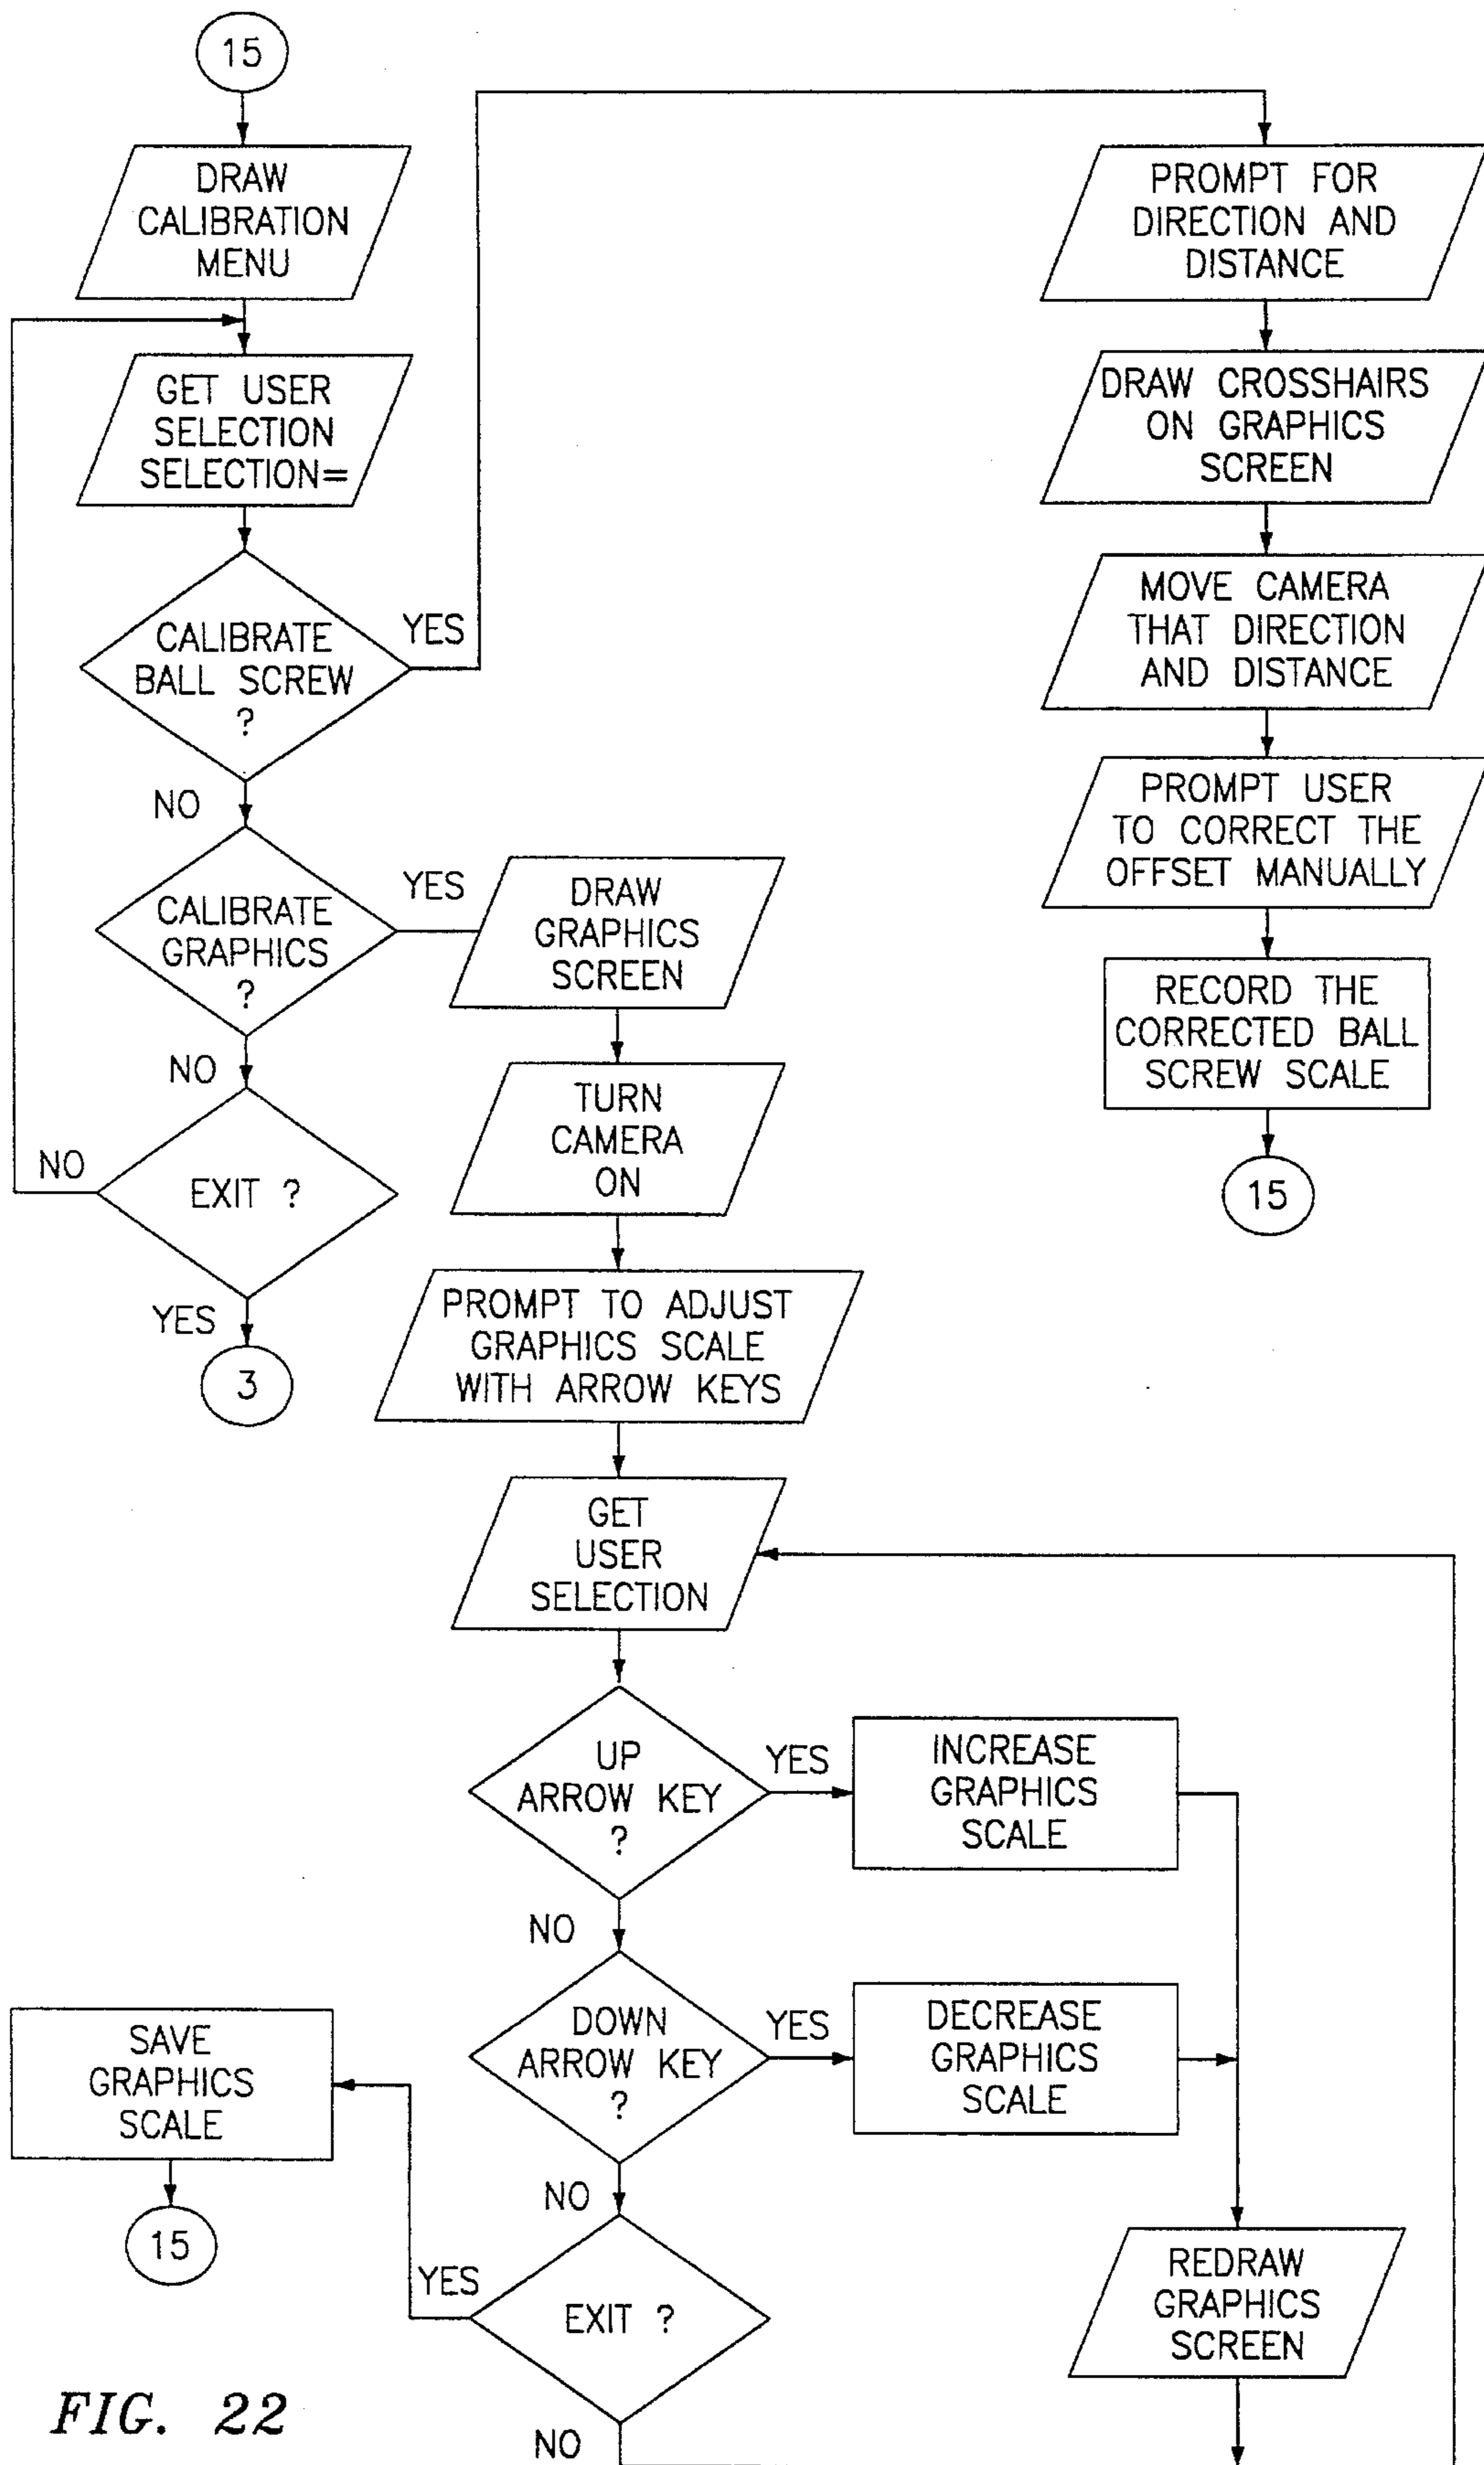 15
DRAW
CALIBRATION
MENU
GET USER
SELECTION
SELECTION=
CALIBRATE
BALL SCREW
?
YES
NO
CALIBRATE
GRAPHICS
?
YES
NO
EXIT ?
NO
YES
3
PROMPT FOR
DIRECTION AND
DISTANCE
DRAW CROSSHAIRS
ON GRAPHICS
SCREEN
MOVE CAMERA
THAT DIRECTION
AND DISTANCE
PROMPT USER
TO CORRECT THE
OFFSET MANUALLY
RECORD THE
CORRECTED BALL
SCREW SCALE
15
DRAW
GRAPHICS
SCREEN
TURN
CAMERA
ON
PROMPT TO ADJUST
GRAPHICS SCALE
WITH ARROW KEYS
GET
USER
SELECTION
UP
ARROW KEY
?
YES
INCREASE
GRAPHICS
SCALE
NO
DOWN
ARROW KEY
?
YES
DECREASE
GRAPHICS
SCALE
NO
EXIT ?
YES
SAVE
GRAPHICS
SCALE
15
NO
REDRAW
GRAPHICS
SCREEN
FIG. 22